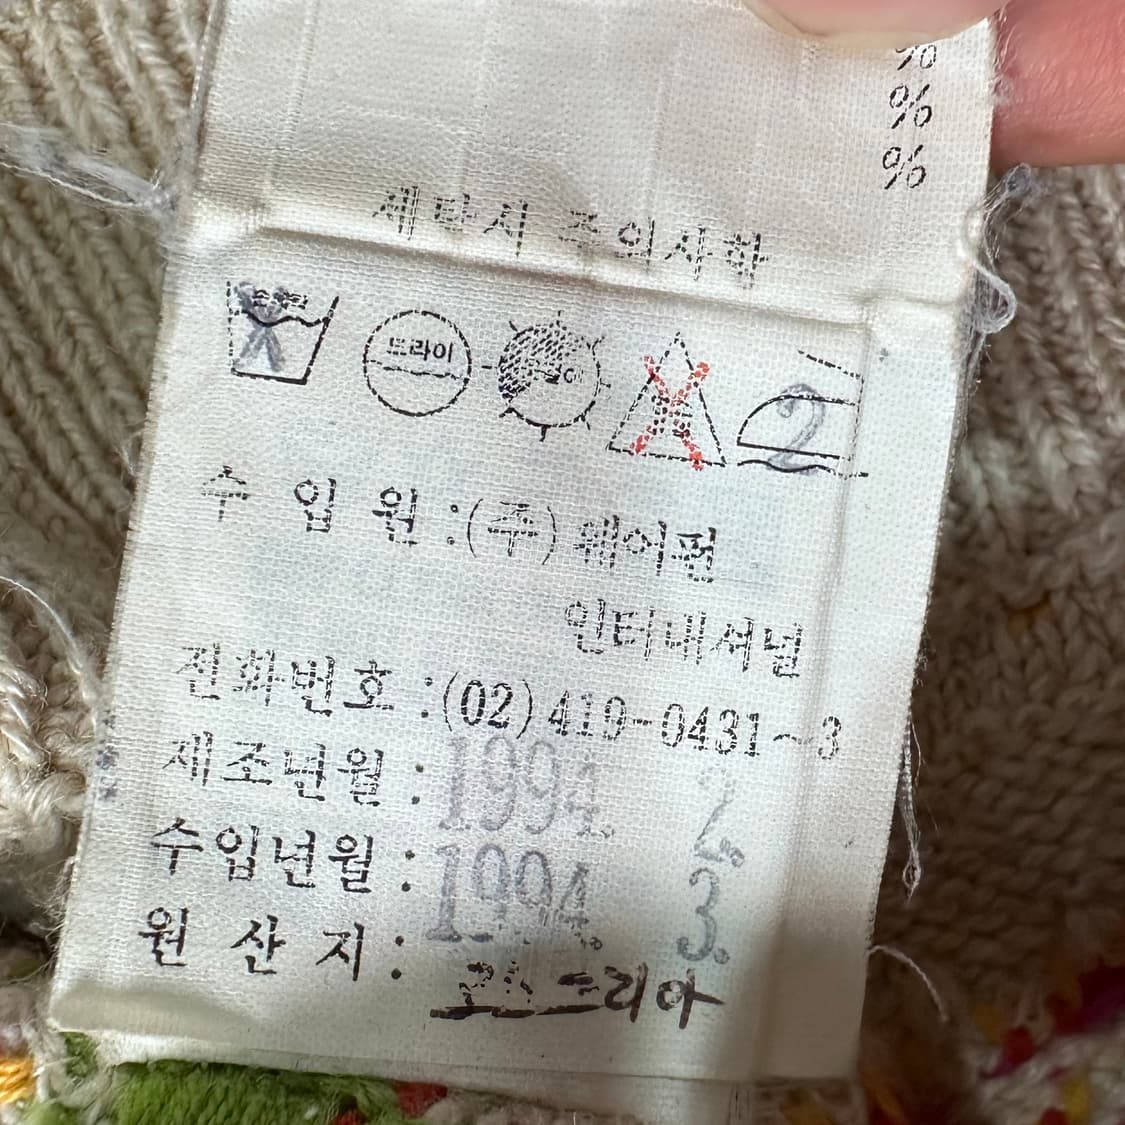 %
%
%
세탁시 주의사항
드라이
2
수 입 원 : (주) 웨어펀
인터내셔널
전화번호 : (02) 419-0431~3
제조년월 : 1994. 2.
수입년월 : 1994. 3.
원 산 지 :